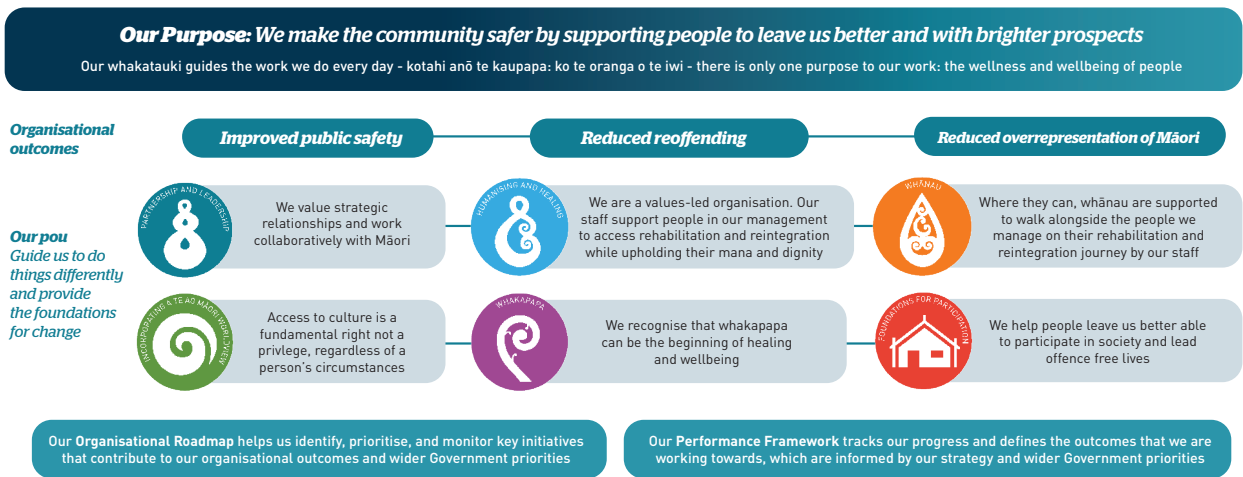 Our Purpose: We make the community safer by supporting people to leave us better and with brighter prospects
Our whakatauki guides the work we do every day - kotahi anō te kaupapa: ko te oranga o te iwi - there is only one purpose to our work: the wellness and wellbeing of people
Organisational
outcomes
Improved public safety
Reduced reoffending
Reduced overrepresentation of Māori
Our pou
Guide us to do
things differently
and provide
the foundations
for change
PARTNERSHIP AND LEADERSHIP
We value strategic
relationships and work
collaboratively with Māori
HUMANISING AND HEALING
We are a values-led organisation. Our
staff support people in our management
to access rehabilitation and reintegration
while upholding their mana and dignity
WHĀNAU
Where they can, whānau are supported
to walk alongside the people we
manage on their rehabilitation and
reintegration journey by our staff
INCORPORATING A TE AO MĀORI WORLDVIEW
Access to culture is a
fundamental right not a
privilege, regardless of a
person's circumstances
WHAKAPAPA
We recognise that whakapapa
can be the beginning of healing
and wellbeing
FOUNDATIONS FOR PARTICIPATION
We help people leave us better able
to participate in society and lead
offence free lives
Our Organisational Roadmap helps us identify, prioritise, and monitor key initiatives
that contribute to our organisational outcomes and wider Government priorities
Our Performance Framework tracks our progress and defines the outcomes that we are
working towards, which are informed by our strategy and wider Government priorities